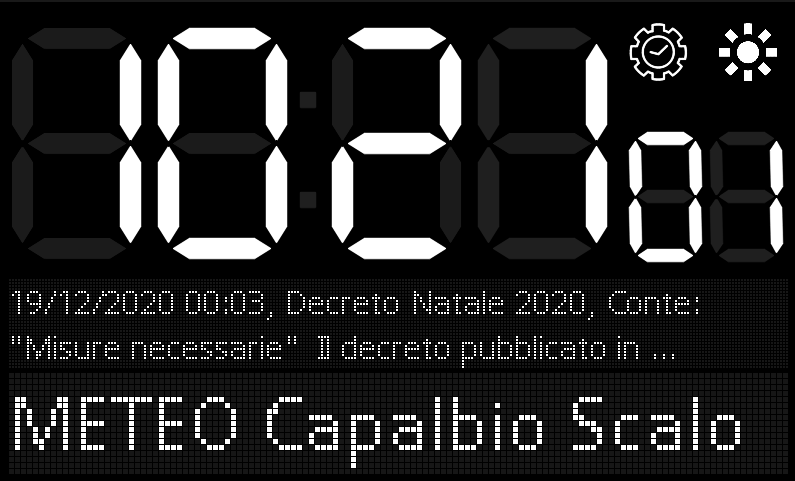 10 21 01
19/12/2020 00:03, Decreto Natale 2020, Conte:
"Misure necessarie" Il decreto pubblicato in ...
METEO Capalbio Scalo